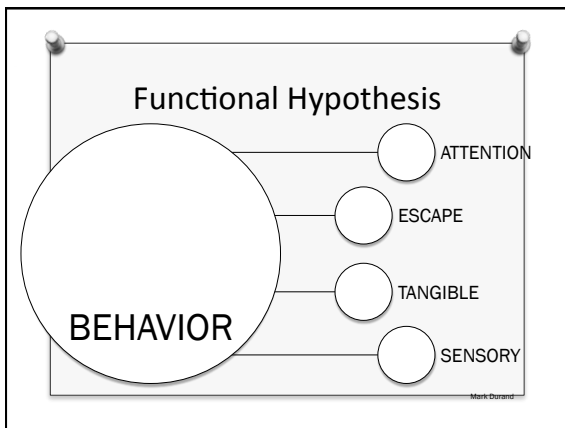 Functional Hypothesis
ATTENTION
ESCAPE
TANGIBLE
BEHAVIOR
SENSORY
Mark Durand